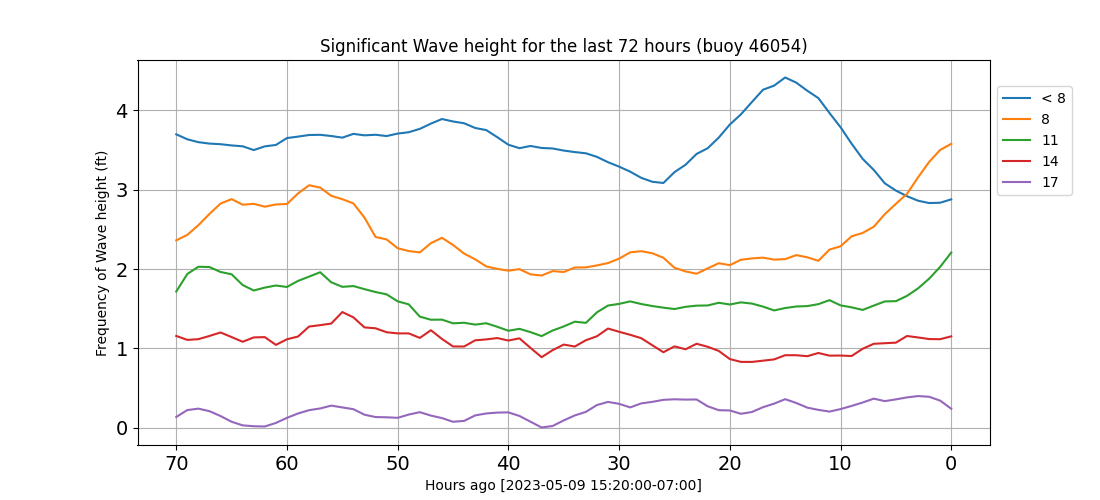 Significant Wave height for the last 72 hours (buoy 46054)
Frequency of Wave height (ft)
4
3
2
1
0
70 60 50 40 30 20 10 0
Hours ago [2023-05-09 15:20:00-07:00]
< 8
8
11
14
17